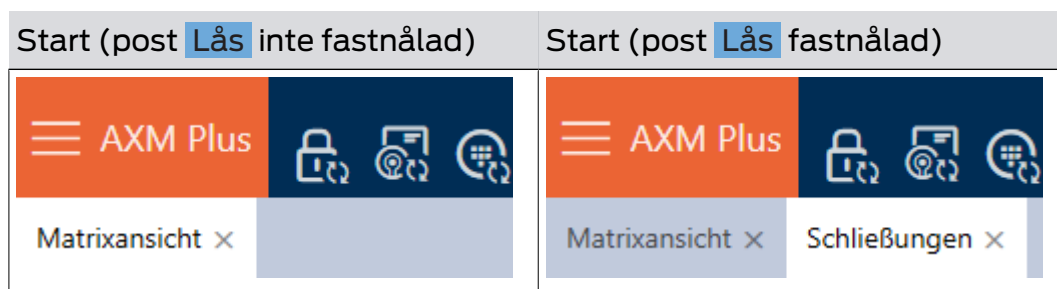 Start (post Lås inte fastnålad)
Start (post Lås fastnålad)
AXM Plus
AXM Plus
Matrixansicht ×
Matrixansicht × Schließungen ×